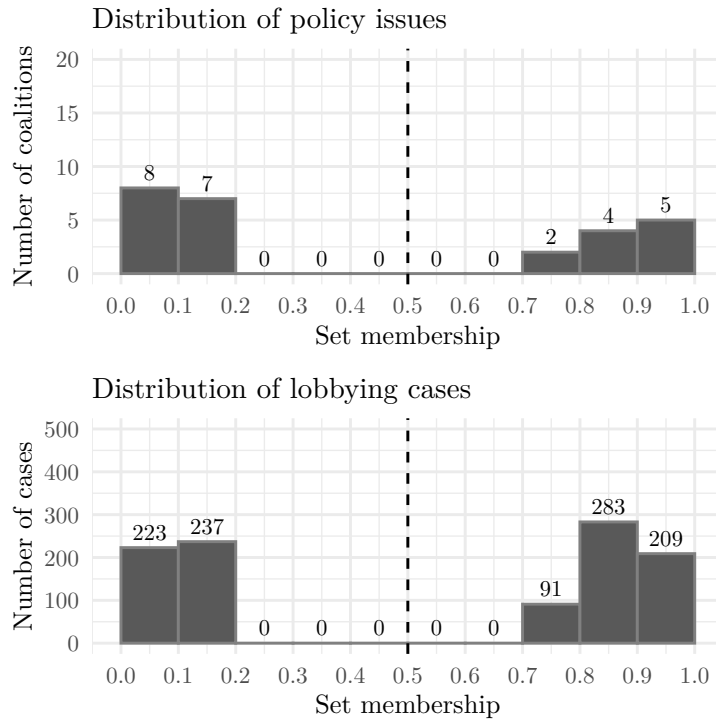 Distribution of policy issues
Number of coalitions
20
15
10
5
0
8 7 0 0 0 0 0 2 4 5
0.0 0.1 0.2 0.3 0.4 0.5 0.6 0.7 0.8 0.9 1.0
Set membership
Distribution of lobbying cases
Number of cases
500
400
300
200
100
0
223 237 0 0 0 0 0 91 283 209
0.0 0.1 0.2 0.3 0.4 0.5 0.6 0.7 0.8 0.9 1.0
Set membership